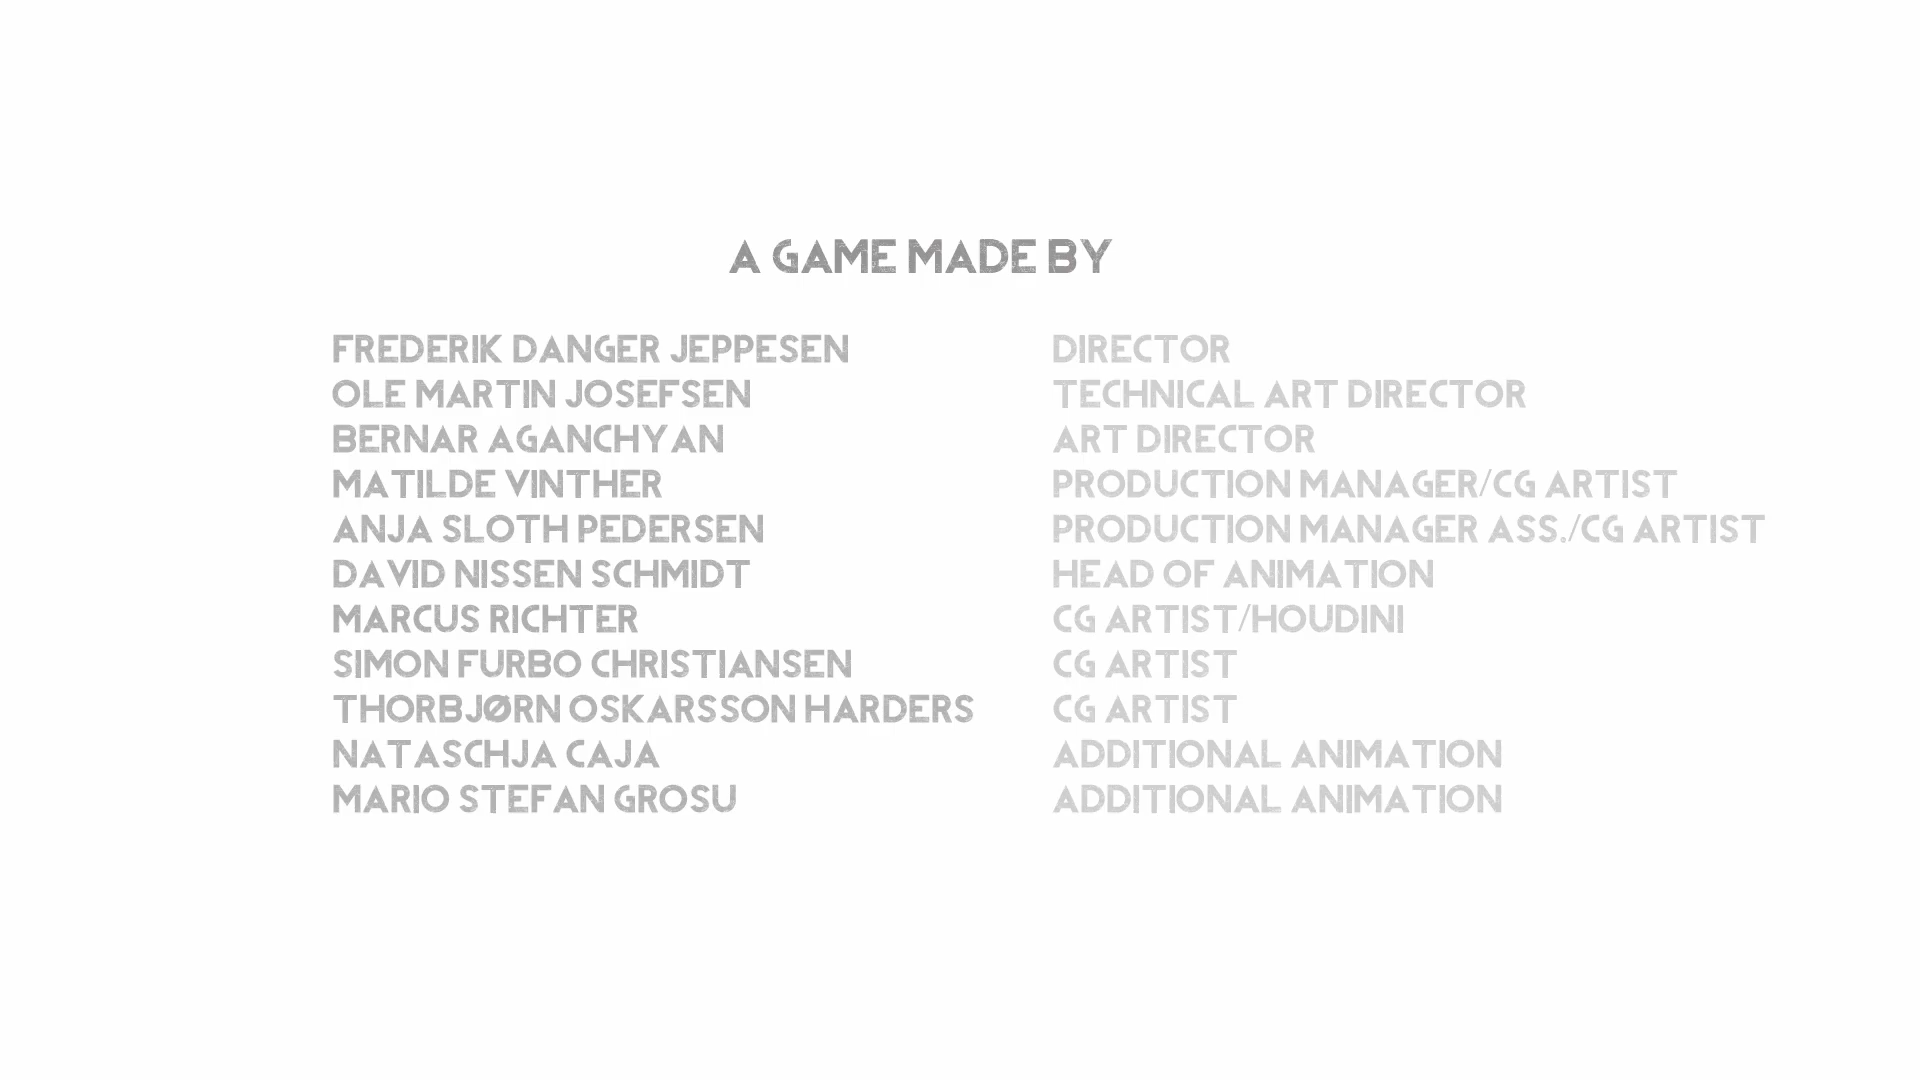 A GAME MADE BY
FREDERIK DANGER JEPPESEN DIRECTOR
OLE MARTIN JOSEFSEN TECHNICAL ART DIRECTOR
BERNAR AGANCHYAN ART DIRECTOR
MATILDE VINTHER PRODUCTION MANAGER/CG ARTIST
ANJA SLOTH PEDERSEN PRODUCTION MANAGER ASS./CG ARTIST
DAVID NISSEN SCHMIDT HEAD OF ANIMATION
MARCUS RICHTER CG ARTIST/HOUDINI
SIMON FURBO CHRISTIANSEN CG ARTIST
THORBJØRN OSKARSSON HARDERS CG ARTIST
NATASCHJA CAJA ADDITIONAL ANIMATION
MARIO STEFAN GROSU ADDITIONAL ANIMATION